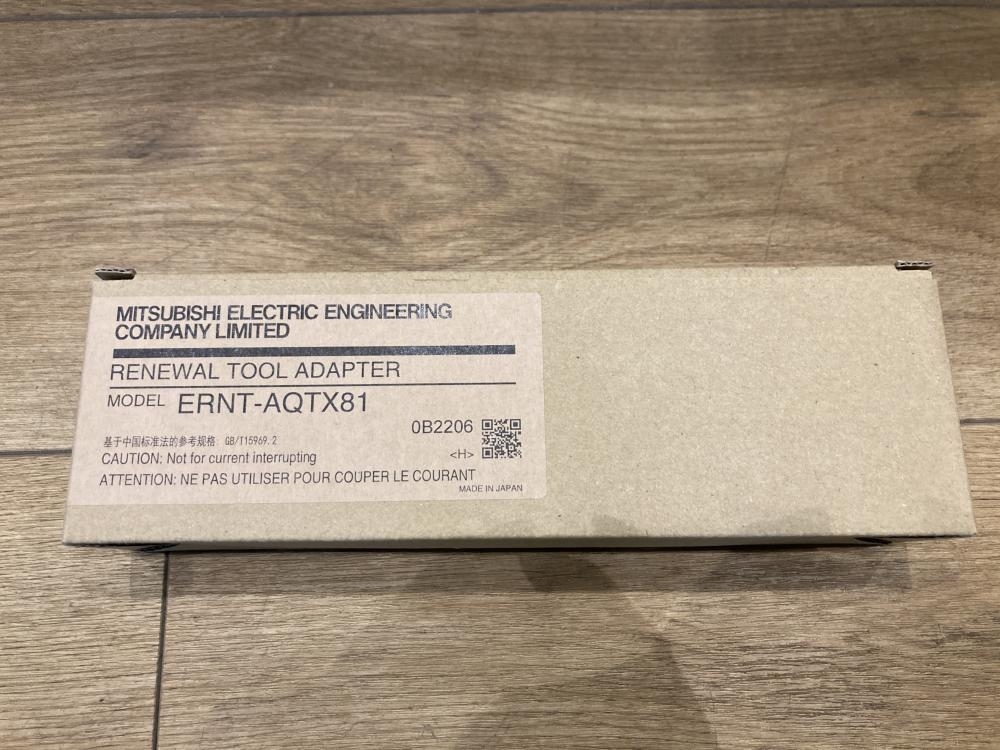 MITSUBISHI ELECTRIC ENGINEERING
COMPANY LIMITED
RENEWAL TOOL ADAPTER
MODEL ERNT-AQTX81
0B2206
基于中国标准法的参考规格: GB/T15969.2
<H>
CAUTION: Not for current interrupting
ATTENTION: NE PAS UTILISER POUR COUPER LE COURANT
MADE IN JAPAN